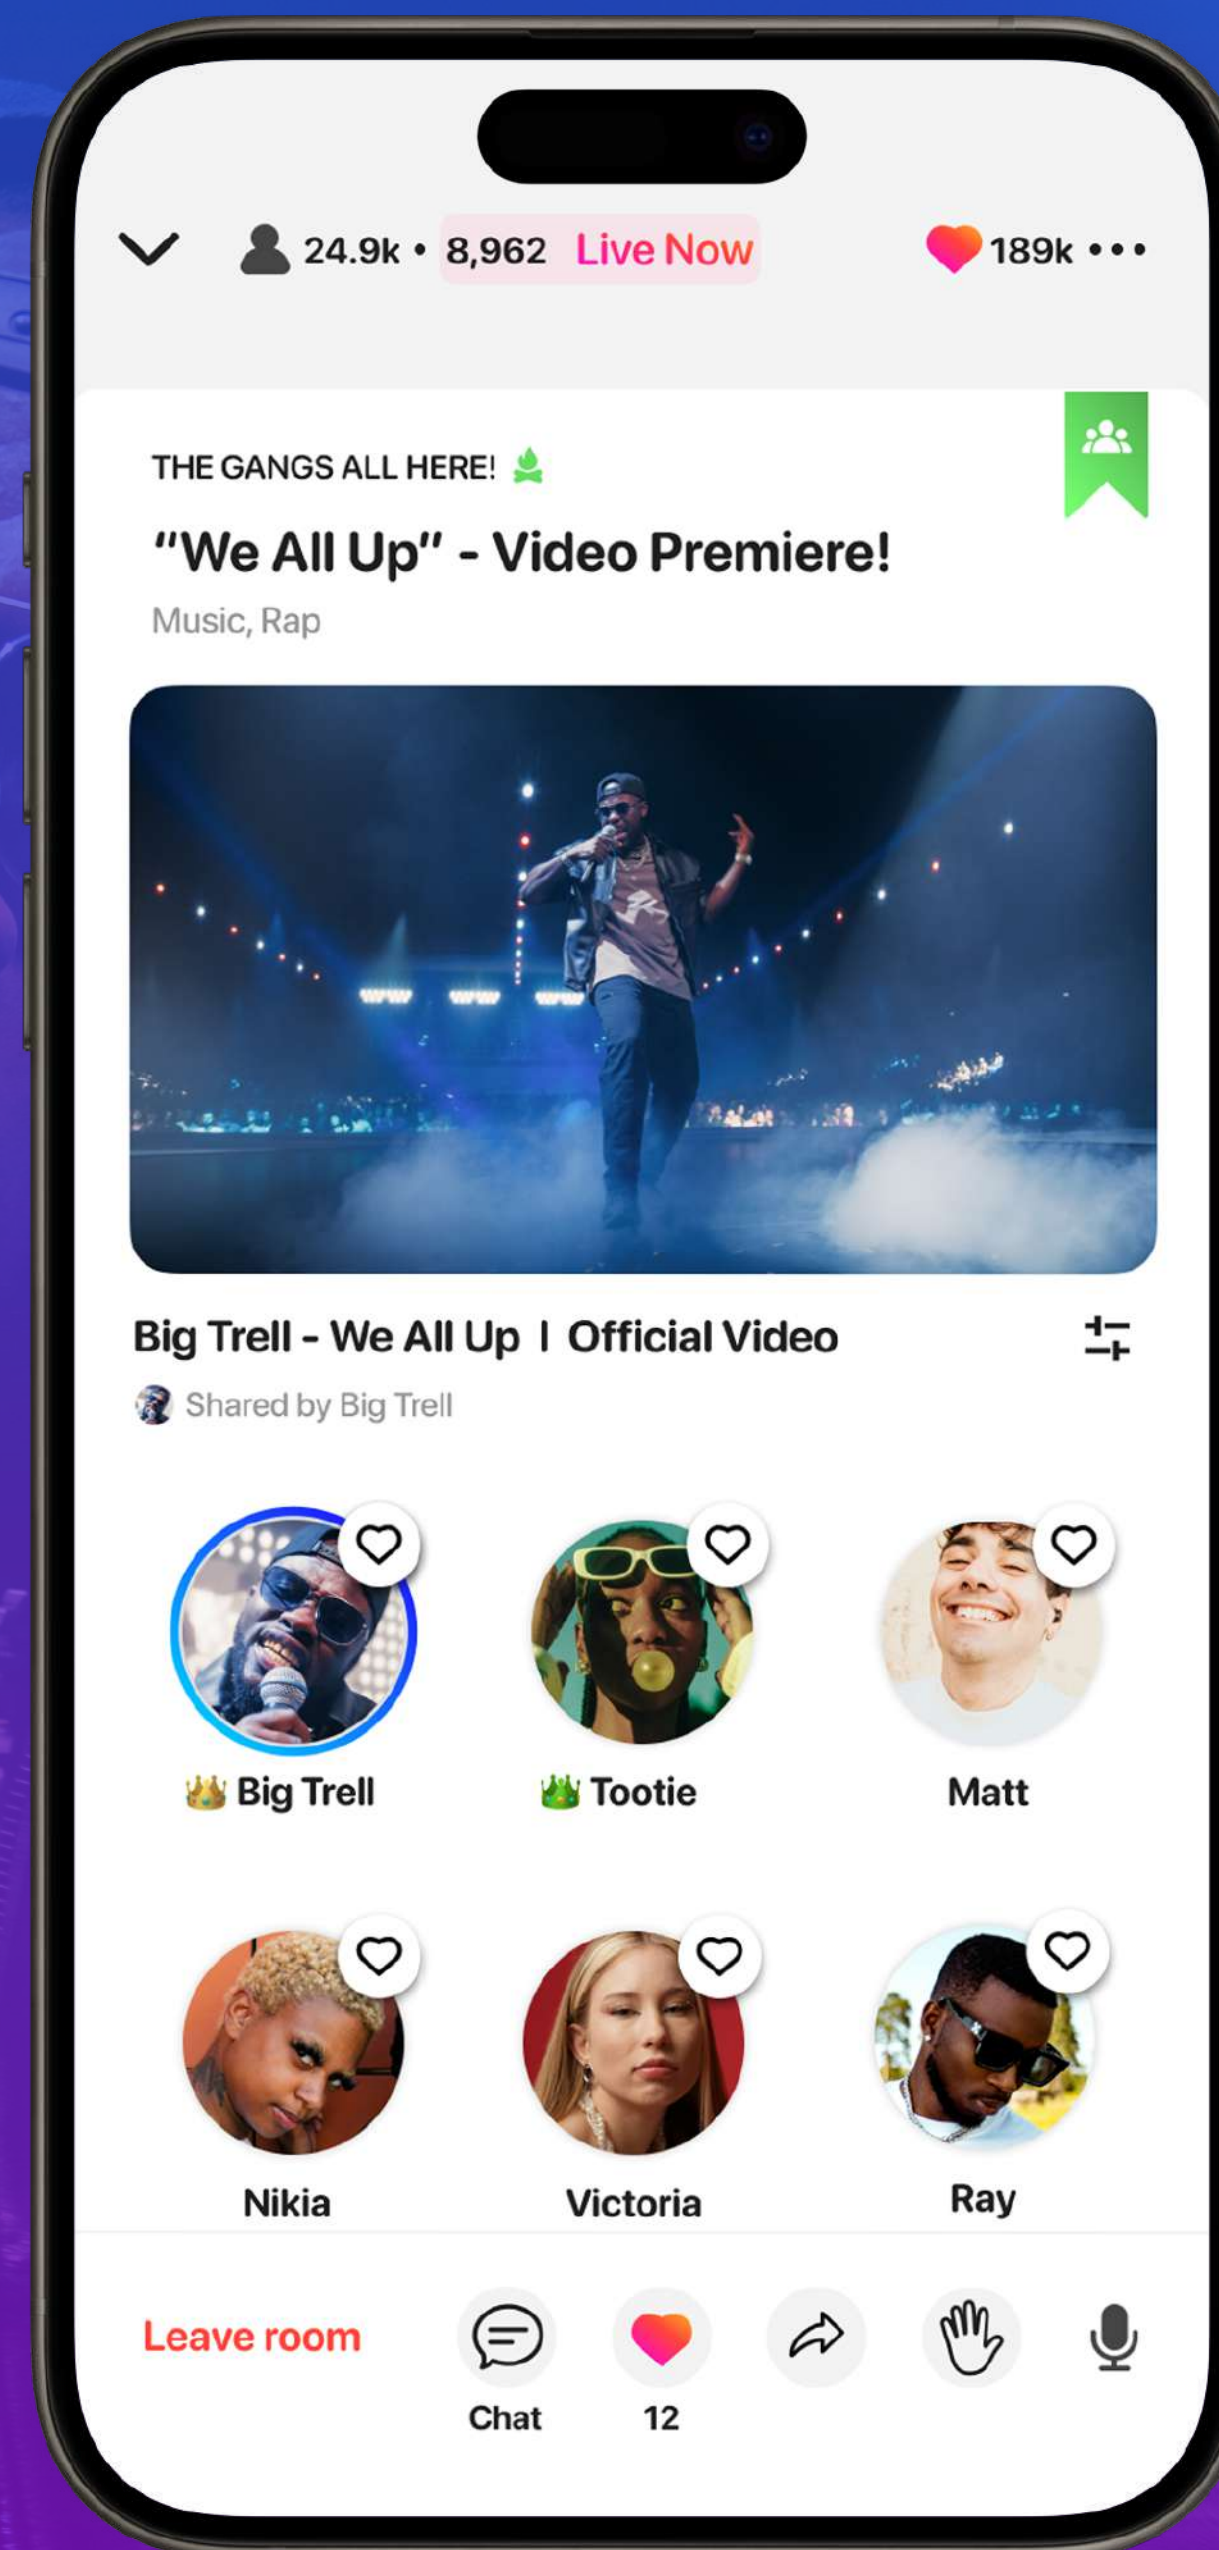 24.9k • 8,962 Live Now 189k
THE GANGS ALL HERE!
“We All Up” - Video Premiere!
Music, Rap
Big Trell - We All Up | Official Video
Shared by Big Trell
Big Trell Tootie Matt
Nikia Victoria Ray
Leave room
Chat 12